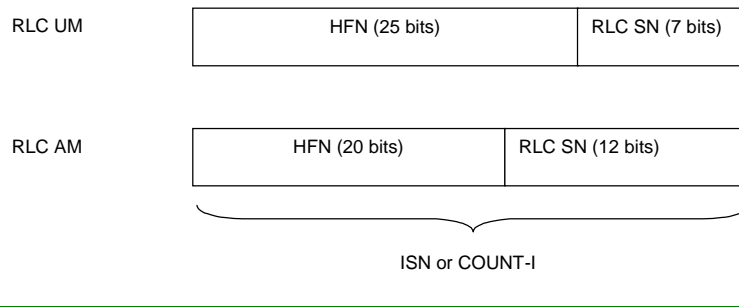 RLC UM
HFN (25 bits)
RLC SN (7 bits)
RLC AM
HFN (20 bits)
RLC SN (12 bits)
ISN or COUNT-I